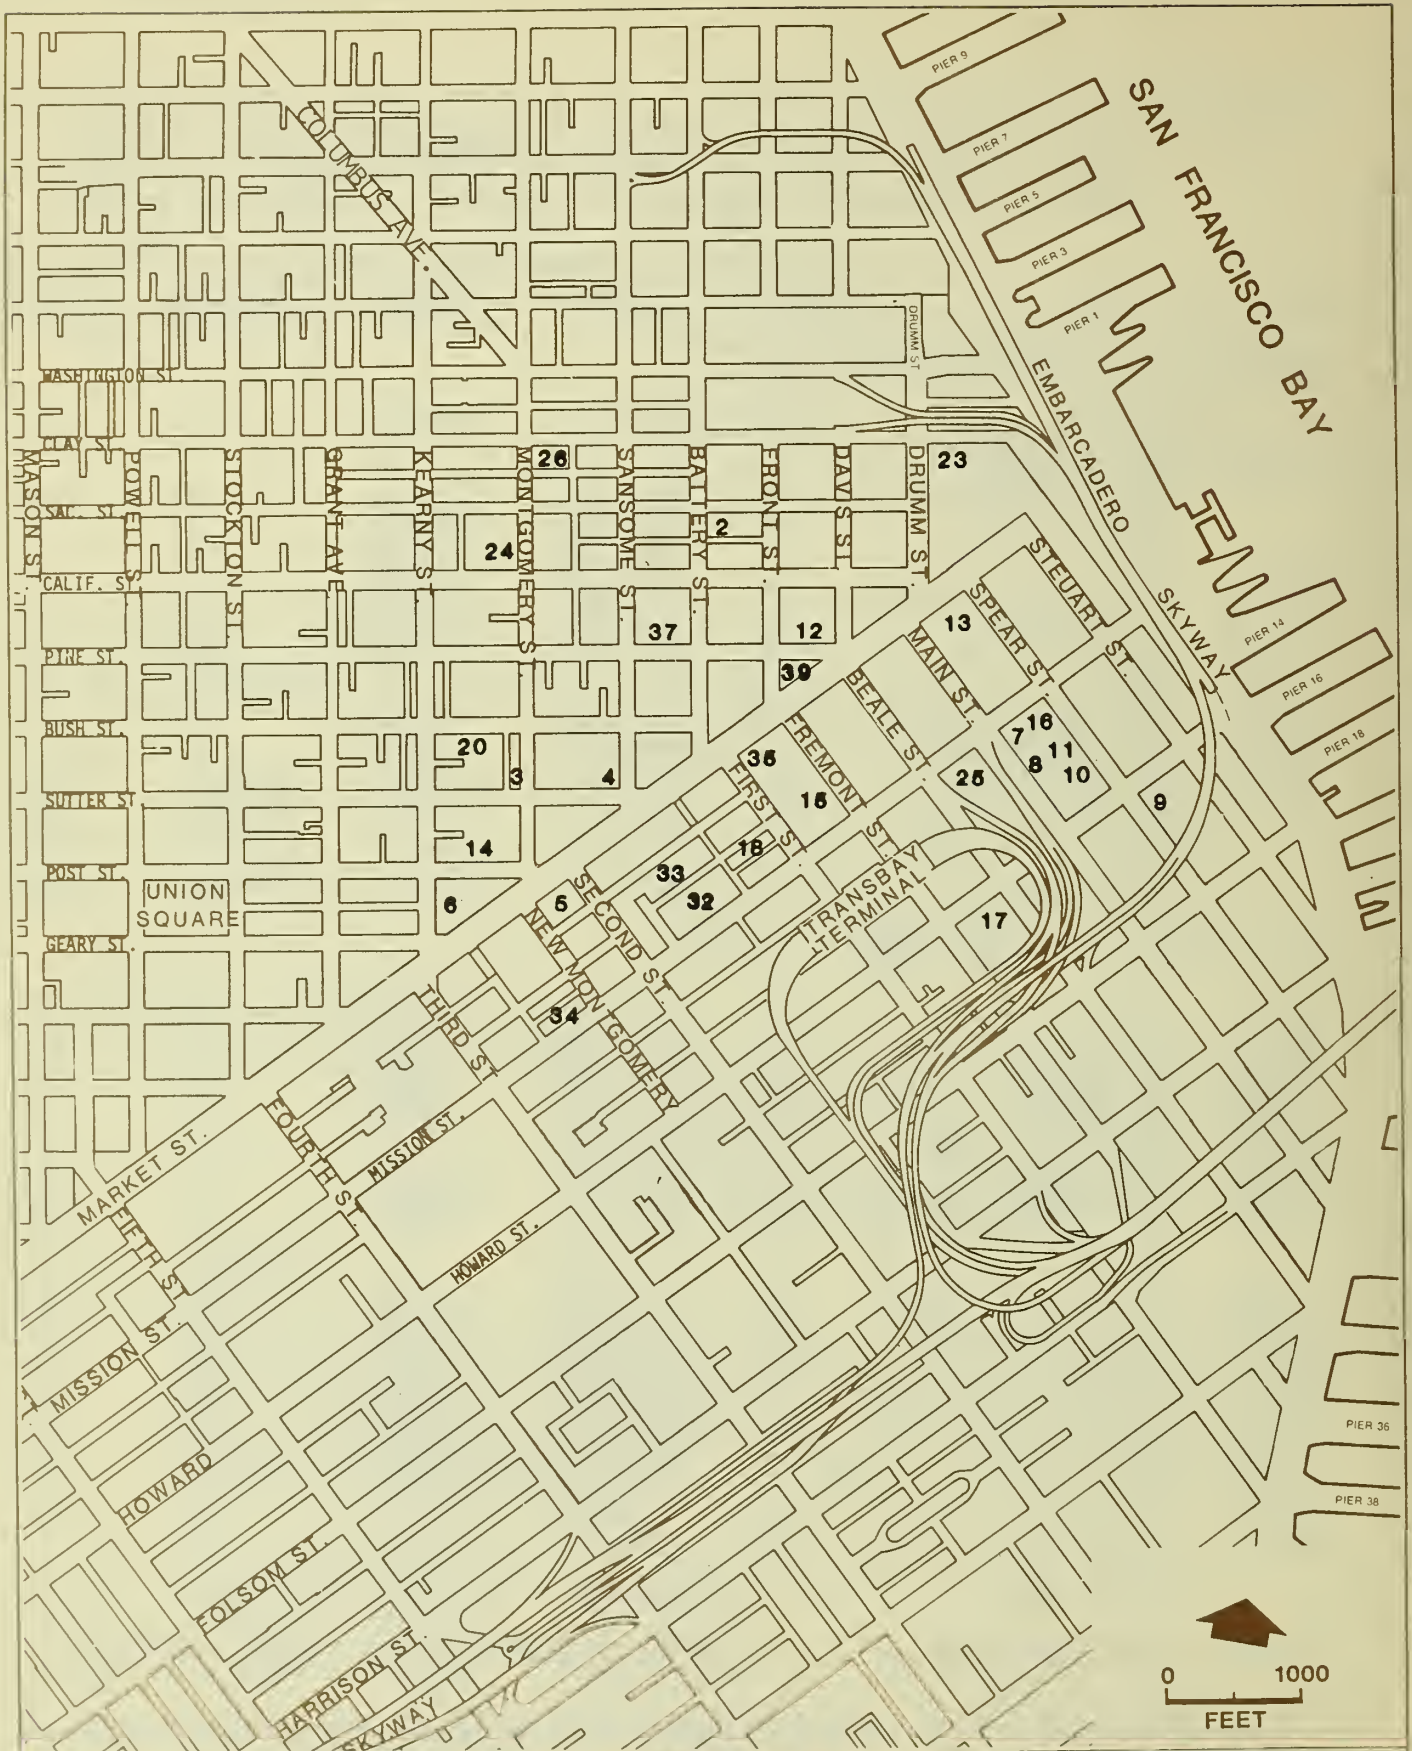 PIER 9
SAN FRANCISCO BAY
PIER 7
PIER 5
PIER 3
PIER 1
COLUMBUS AVE.
DRUMM ST
WASHINGTON ST.
EMBARCADERO SKYWAY
CLAY ST
MASON ST.
POWELL ST.
STOCKTON ST.
GRANT AVE
KEARNY ST
MONTGOMERY ST.
SANSOME ST.
BATTERY ST.
FRONT ST.
DAVIS ST
DRUMM ST.
26
23
SAC. ST
2
24
CALIF. ST.
STEUART ST.
SPEAR ST.
MAIN ST.
BEALE ST.
FREMONT ST.
FIRST ST.
37
12
13
PIER 14
PINE ST.
39
PIER 16
BUSH ST.
16
7
PIER 18
20
3
4
35
11
8
10
25
SUTTER ST
15
9
14
18
POST ST.
33
TRANSBAY
TERMINAL
UNION
SQUARE
6
5
32
SECOND ST.
NEW MONTGOMERY
17
GEARY ST.
THIRD ST
34
FOURTH ST.
MISSION ST.
MARKET ST.
FIFTH ST
HOWARD ST.
MISSION ST.
PIER 36
HOWARD
PIER 38
FOLSOM ST.
HARRISON ST.
SKYWAY
0 1000
FEET